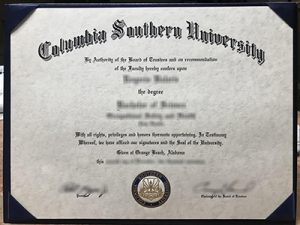 Columbia Southern University
By Authority of the Board of Trustees and on recommendation
of the Faculty hereby confers upon
the degree
Bachelor of Science
Occupational Safety and Health
With all rights, privileges and honors thereunto appertaining. In Testimony
Whereof, we have affixed our signatures and the Seal of the University.
Given at Orange Beach, Alabama